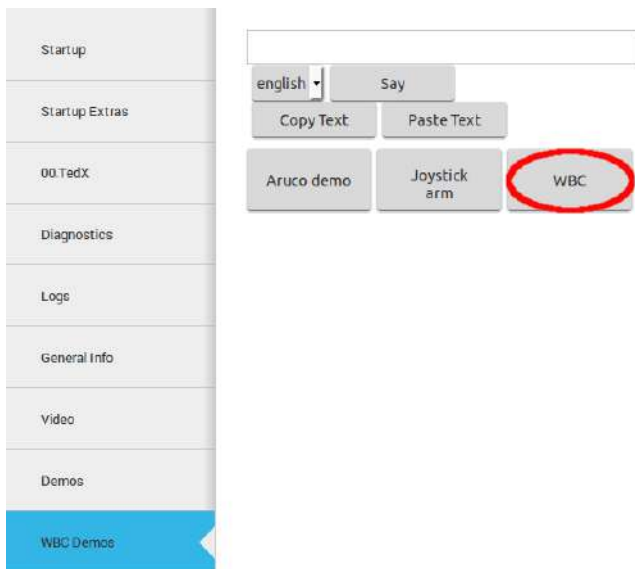 Startup
Startup Extras
00.TedX
Diagnostics
Logs
General Info
Video
Demos
WBC Demos
english Say
Copy Text Paste Text
Aruco demo Joystick arm WBC